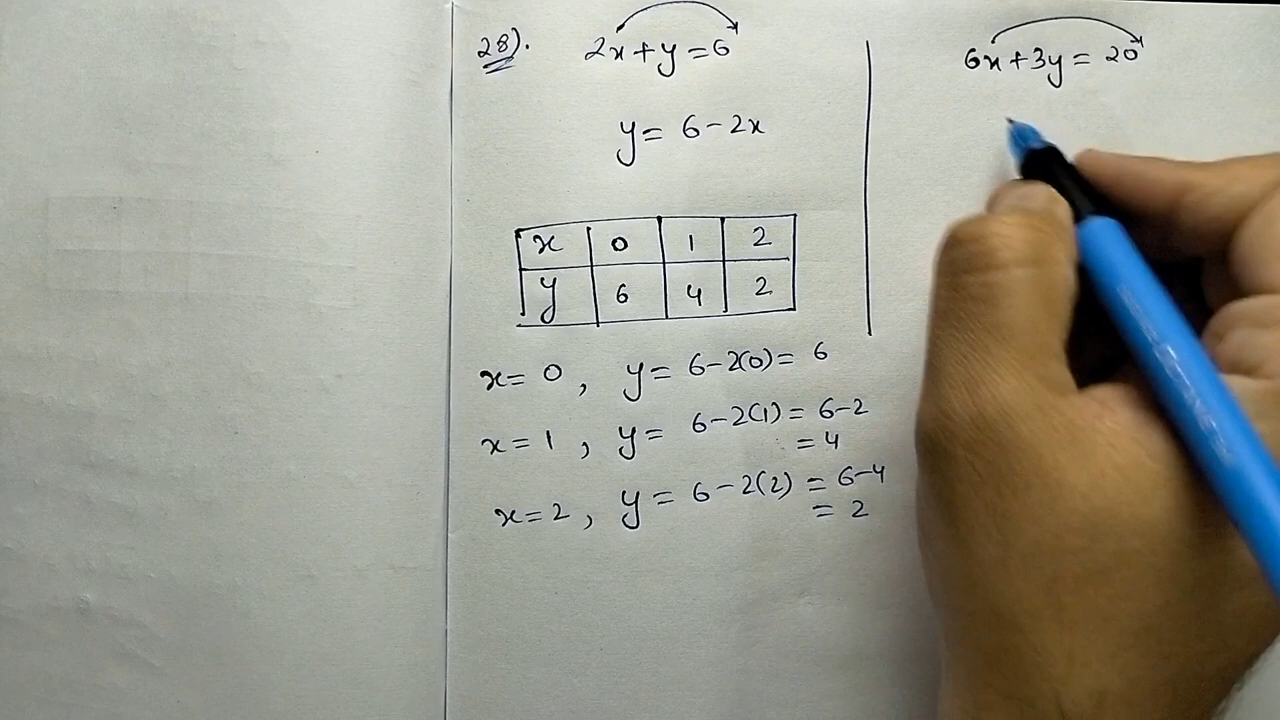 28). 2x+y=6
y= 6-2x
x 0 1 2
y 6 4 2
x= 0 , y= 6-2(0)= 6
x=1 , y= 6-2(1)= 6-2
= 4
x=2 , y= 6-2(2) = 6-4
= 2
6x+3y= 20